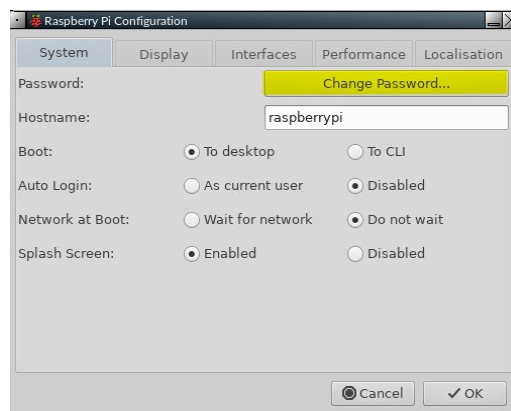 Raspberry Pi Configuration
System Display Interfaces Performance Localisation
Password: Change Password...
Hostname: raspberrypi
Boot: To desktop To CLI
Auto Login: As current user Disabled
Network at Boot: Wait for network Do not wait
Splash Screen: Enabled Disabled
Cancel OK